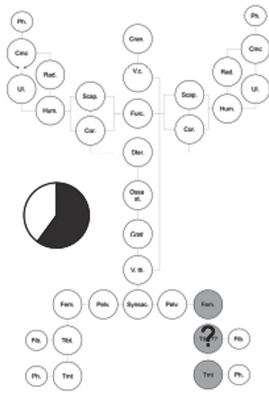 Ph.
Ph.
Cran.
Cmc
Cmc
V.c.
Rad.
Rad.
Ul.
Ul.
Scap.
Scap.
Hum.
Furc.
Hum.
Cor.
Cor.
Ster.
Ossa
st.
Cost
V. th.
Fem.
Pelv.
Synsac.
Pelv
Fem.
Fib.
Tibt.
?
Fib.
Ph.
Tmt
Tmt
Ph.